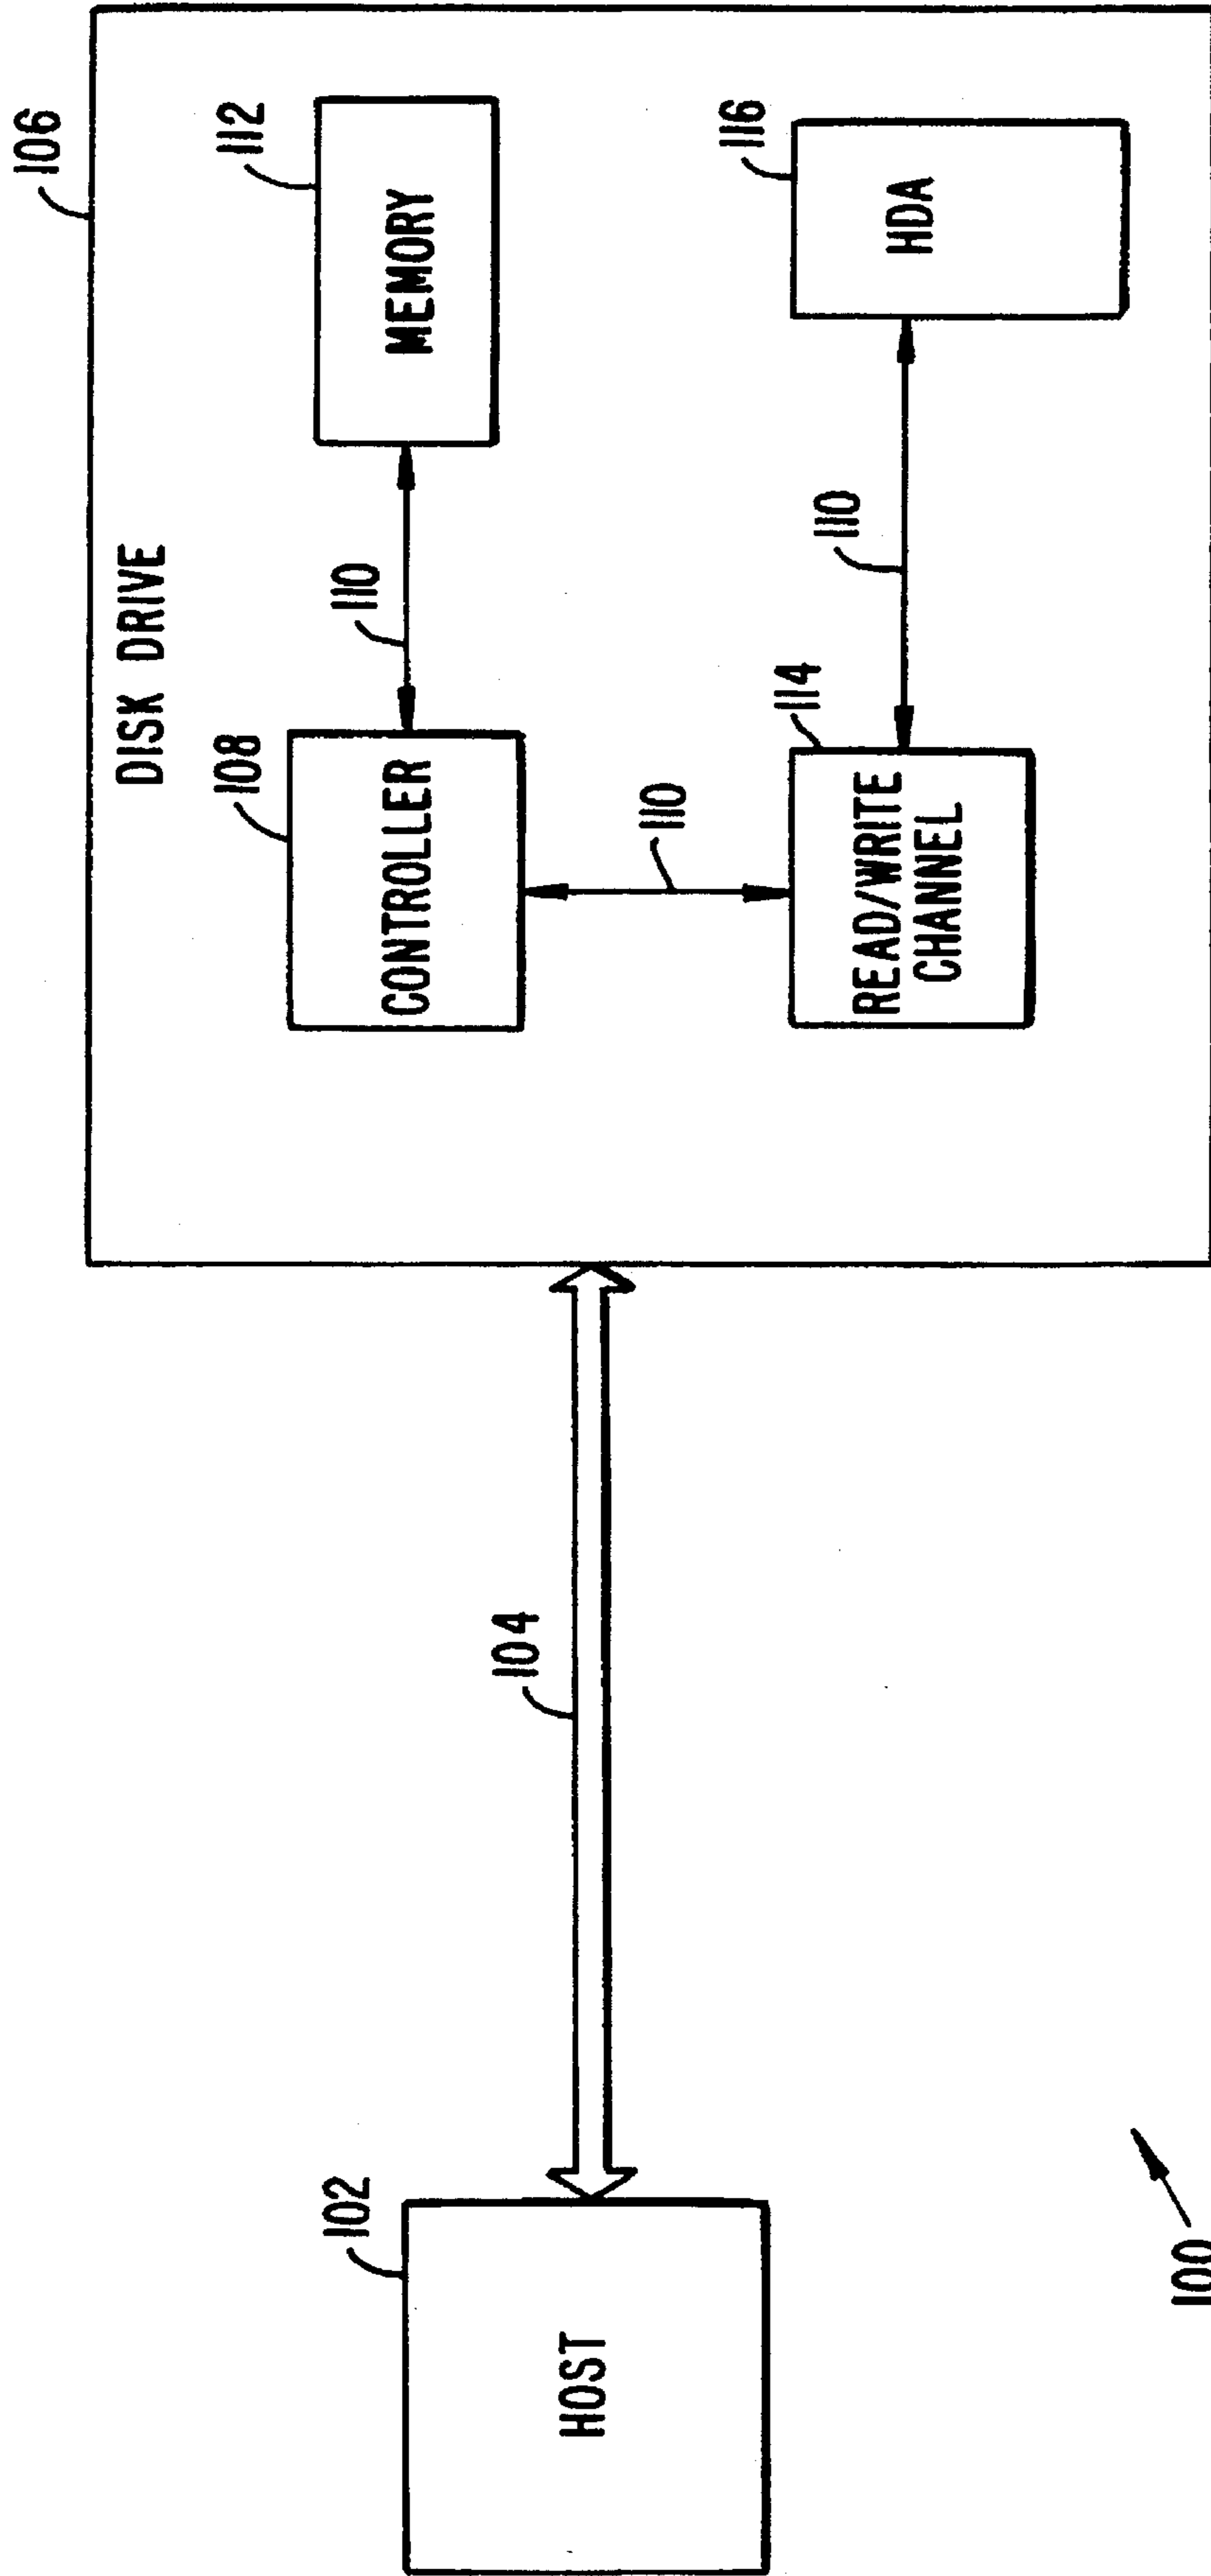 106
DISK DRIVE
108
112
CONTROLLER
110
MEMORY
102
104
110
HOST
114
116
READ/WRITE
CHANNEL
110
HDA
100